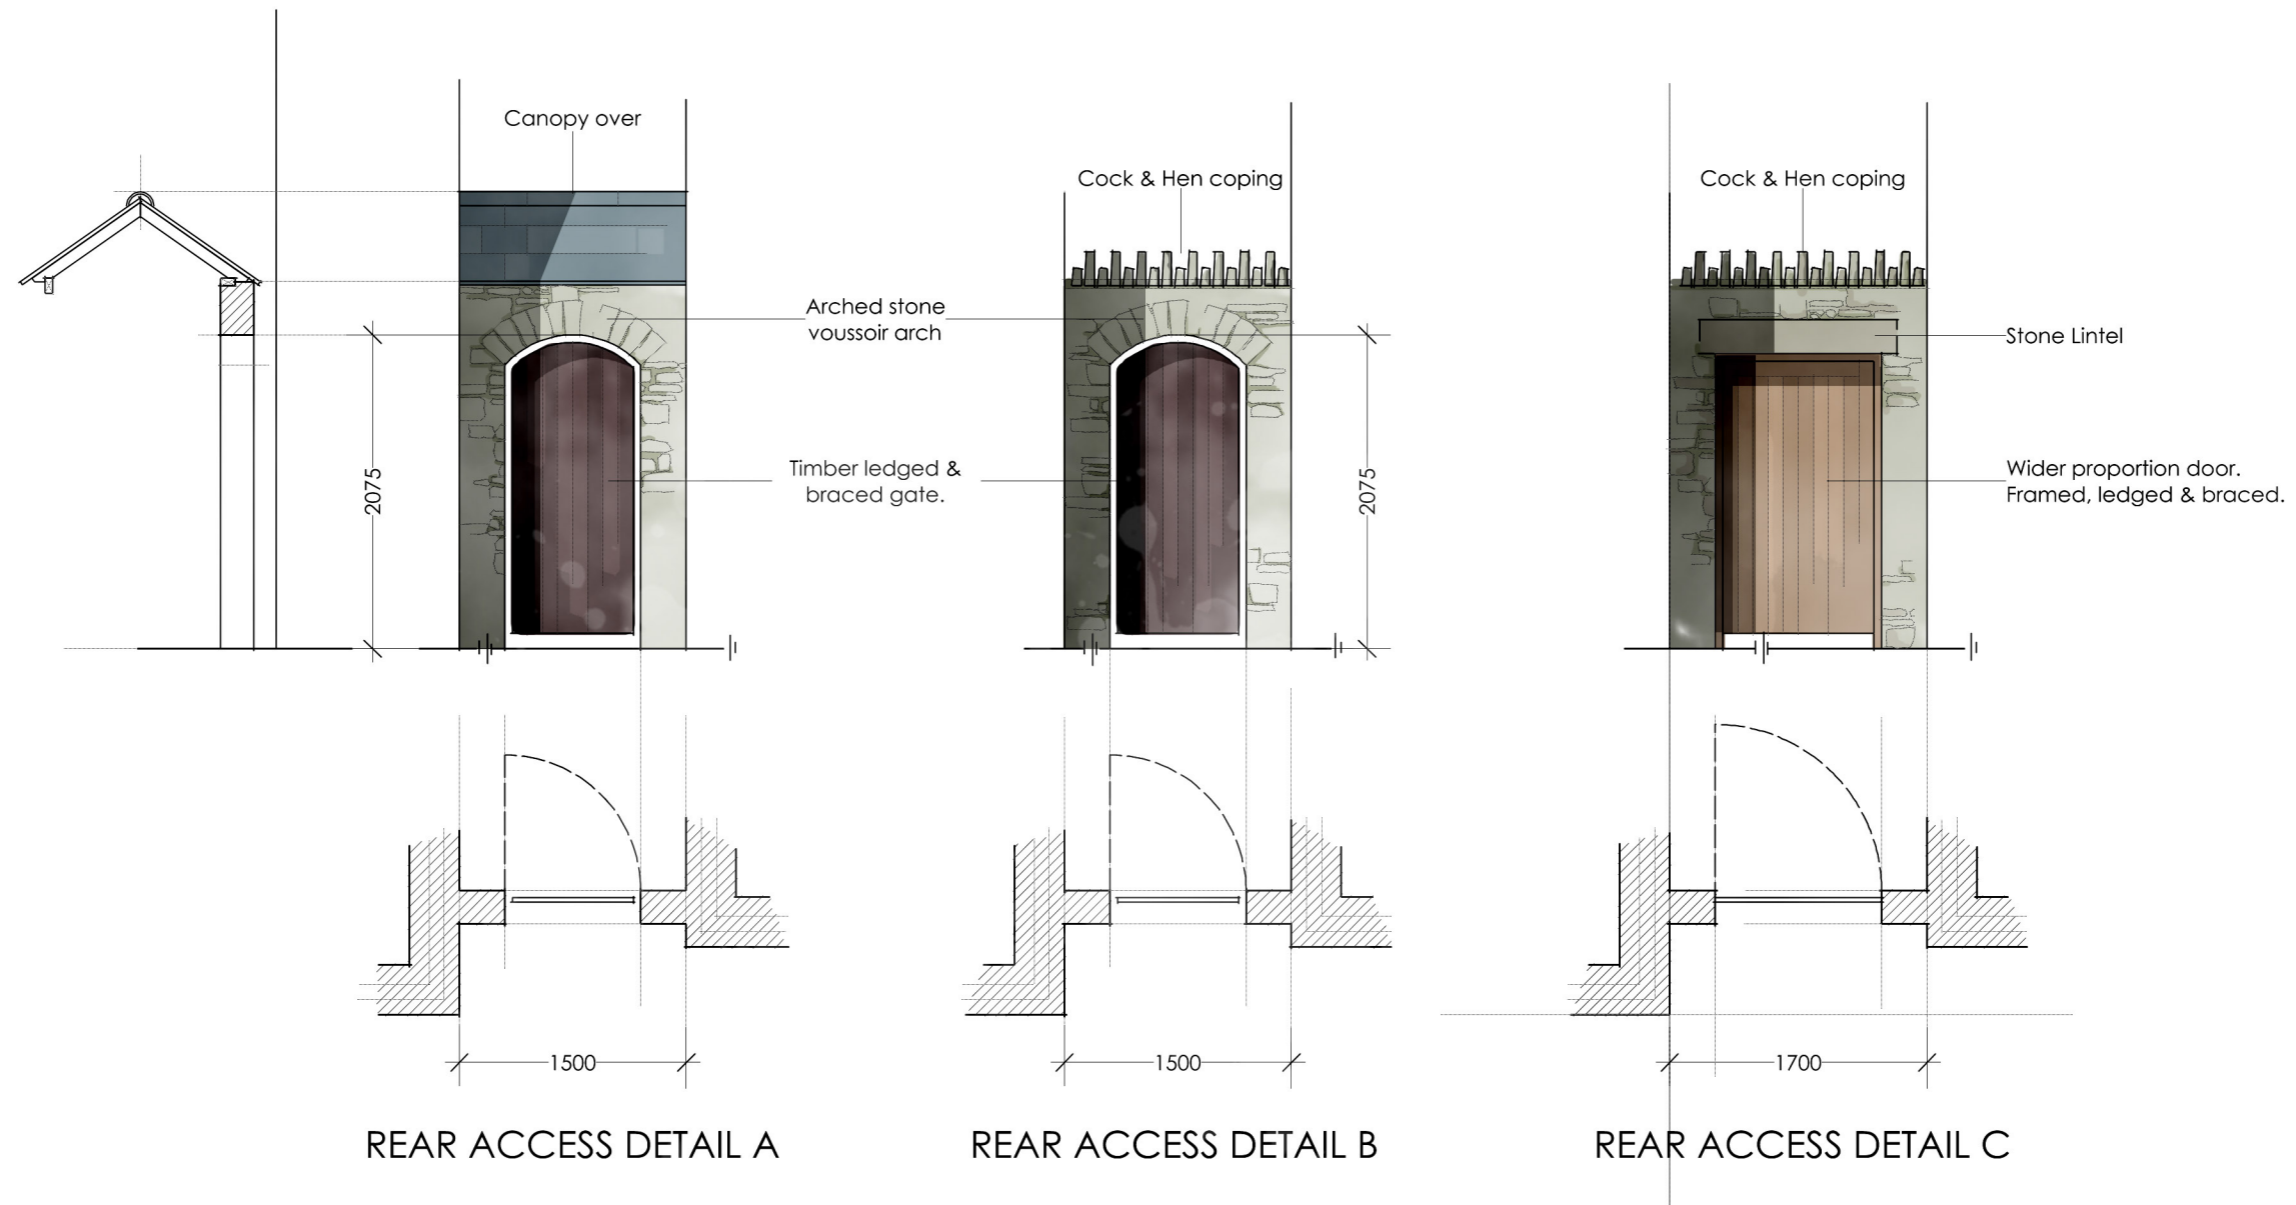 Canopy over
Cock & Hen coping
Cock & Hen coping
Arched stone
voussoir arch
Stone Lintel
Timber ledged &
braced gate.
Wider proportion door.
Framed, ledged & braced.
2075
2075
1500
1500
1700
REAR ACCESS DETAIL A
REAR ACCESS DETAIL B
REAR ACCESS DETAIL C